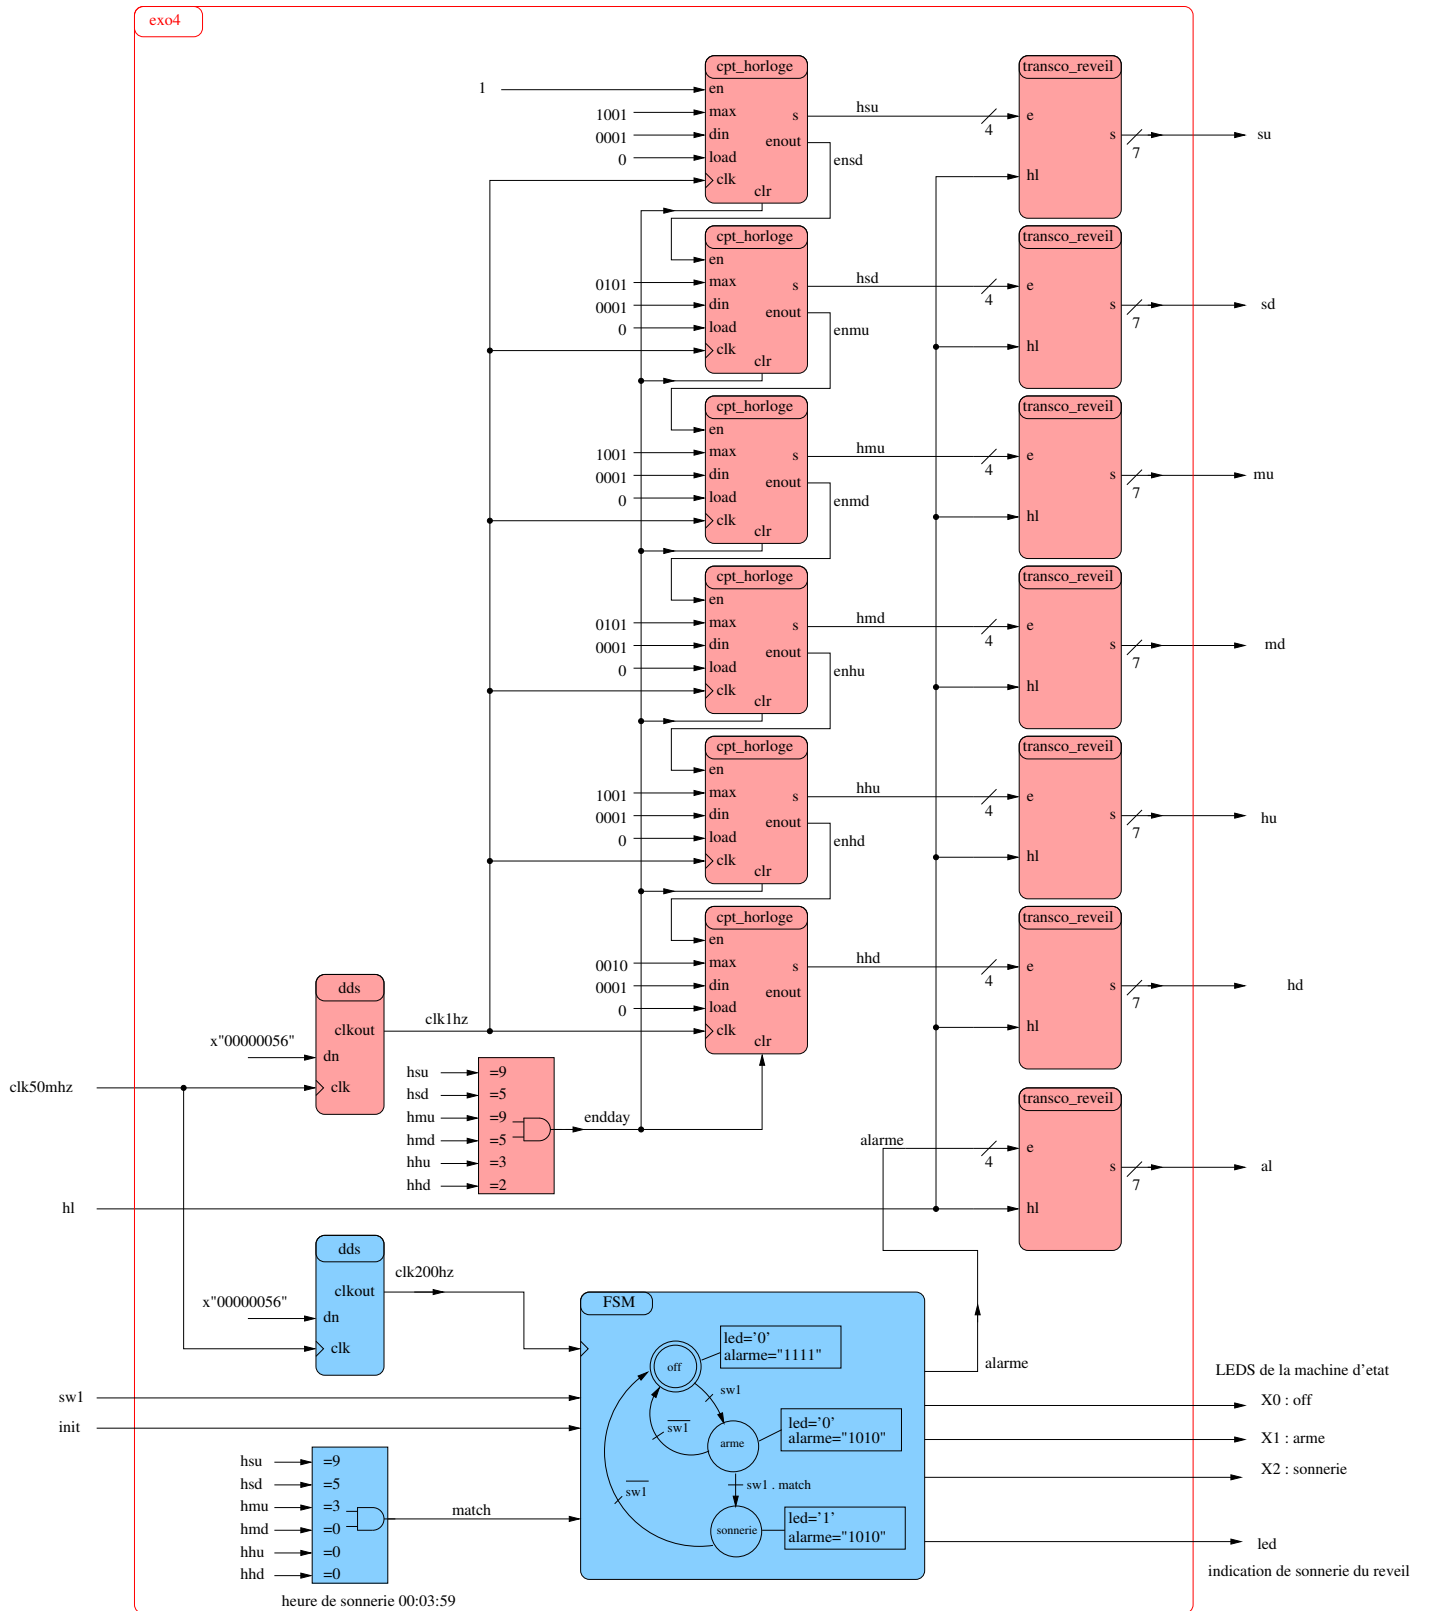 exo4
cpt_horloge
1
en
1001
max
0001
din
0
load
clk
s
enout
clr
hsu
4
ensd
transco_reveil
e
hl
s
7
su
cpt_horloge
en
0101
max
0001
din
0
load
clk
s
enout
clr
hsd
4
enmu
transco_reveil
e
hl
s
7
sd
cpt_horloge
en
1001
max
0001
din
0
load
clk
s
enout
clr
hmu
4
enmd
transco_reveil
e
hl
s
7
mu
cpt_horloge
en
0101
max
0001
din
0
load
clk
s
enout
clr
hmd
4
enhu
transco_reveil
e
hl
s
7
md
cpt_horloge
en
1001
max
0001
din
0
load
clk
s
enout
clr
hhu
4
enhd
transco_reveil
e
hl
s
7
hu
cpt_horloge
en
0010
max
0001
din
0
load
clk
s
enout
clr
hhd
4
transco_reveil
e
hl
s
7
hd
dds
clkout
clk1hz
x"00000056"
dn
clk50mhz
clk
hsu =9
hsd =5
hmu =9
hmd =5
hhu =3
hhd =2
endday
transco_reveil
alarme
4
e
hl
s
7
al
hl
dds
clkout
clk200hz
x"00000056"
dn
clk
FSM
off
led='0'
alarme="1111"
sw1
arme
led='0'
alarme="1010"
sw1
sw1 . match
sw1
sonnerie
led='1'
alarme="1010"
alarme
sw1
init
hsu =9
hsd =5
hmu =3
hmd =0
hhu =0
hhd =0
match
heure de sonnerie 00:03:59
LEDS de la machine d'etat
X0 : off
X1 : arme
X2 : sonnerie
led
indication de sonnerie du reveil